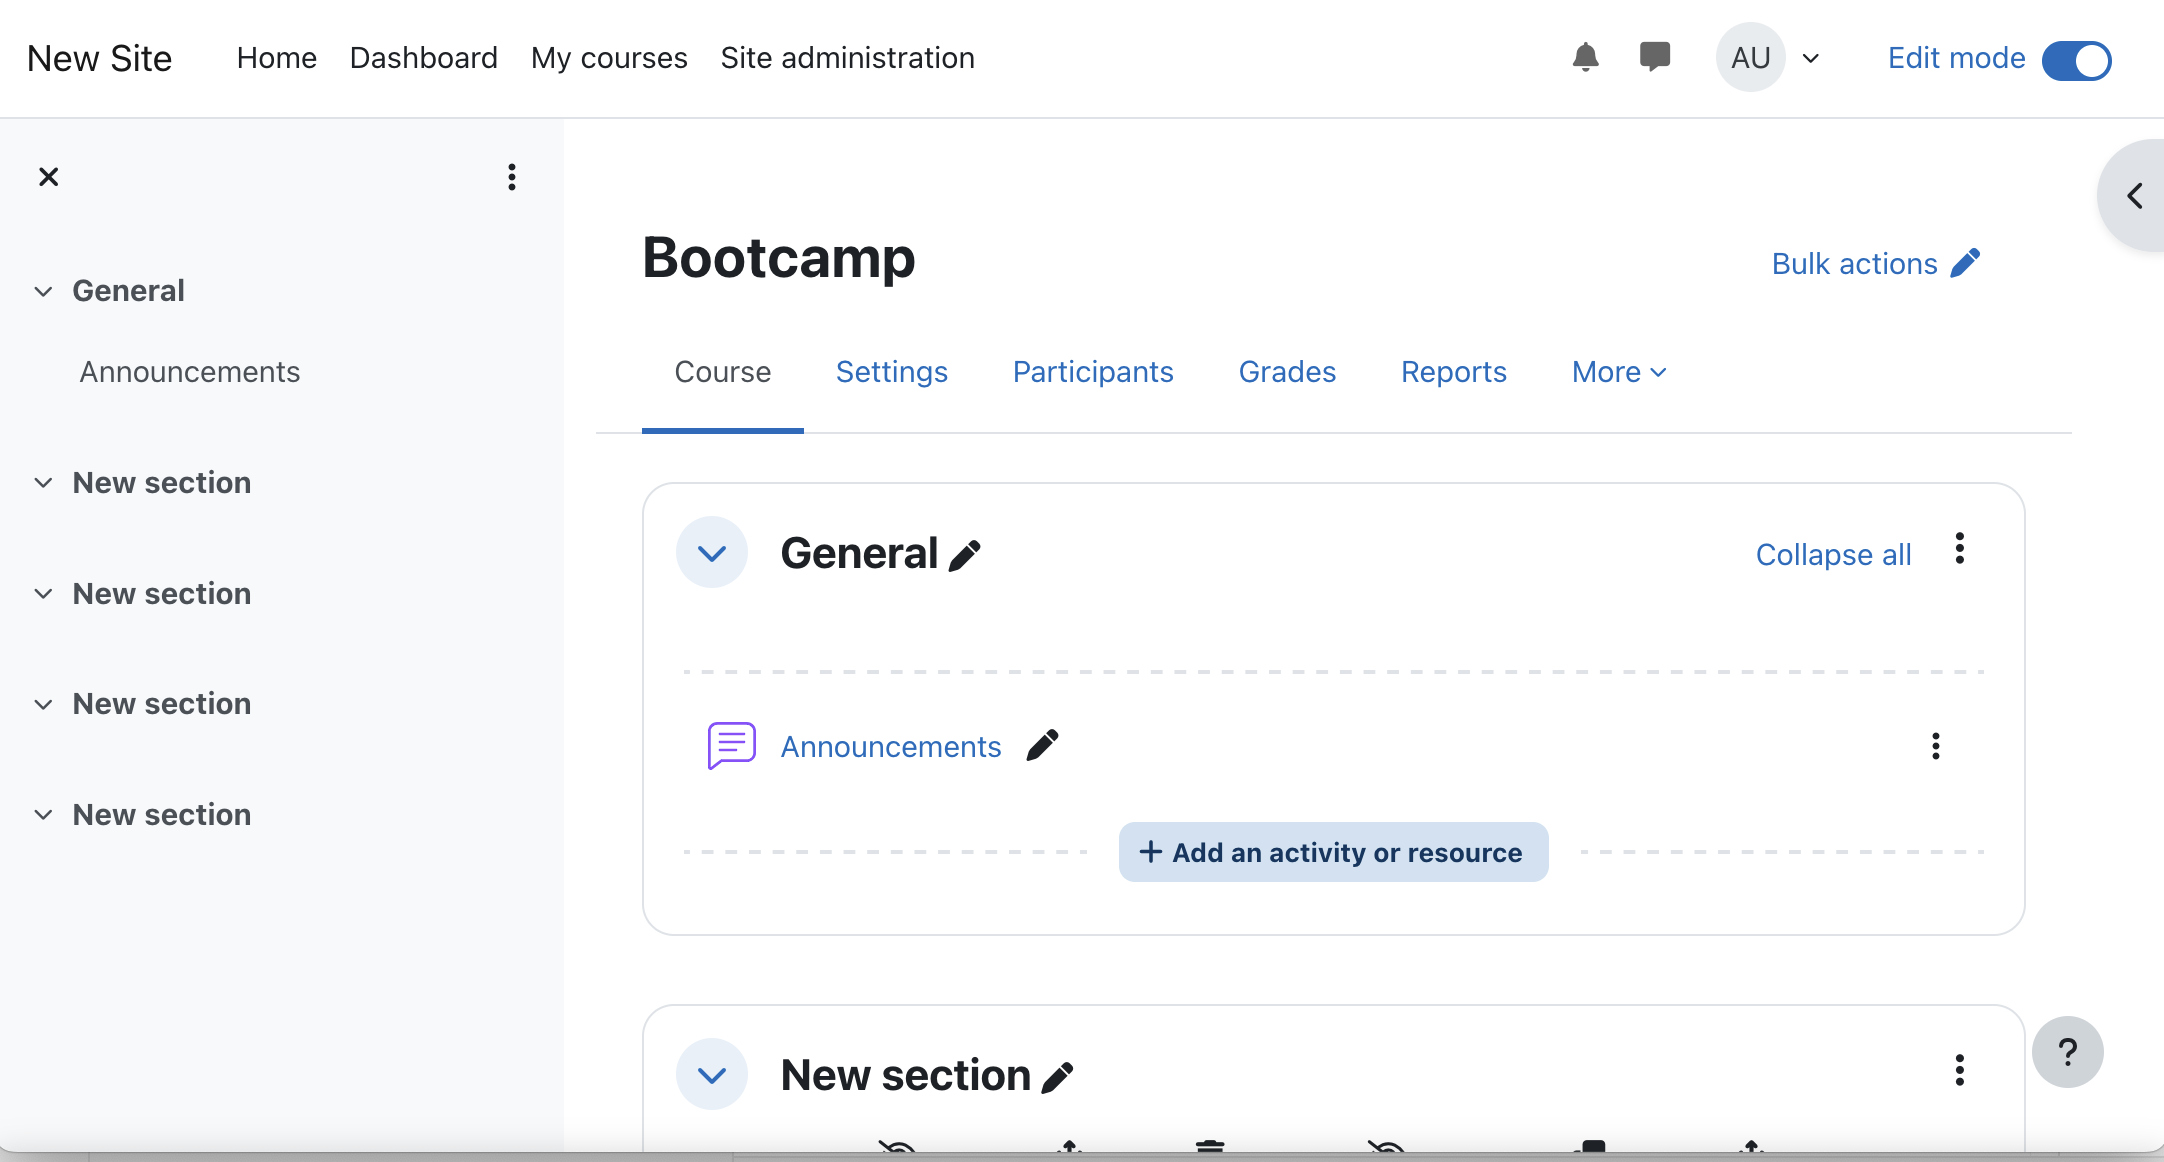 New Site Home Dashboard My courses Site administration AU Edit mode
General
Announcements
New section
New section
New section
New section
Bootcamp
Bulk actions
Course Settings Participants Grades Reports More
General
Collapse all
Announcements
+ Add an activity or resource
New section
?